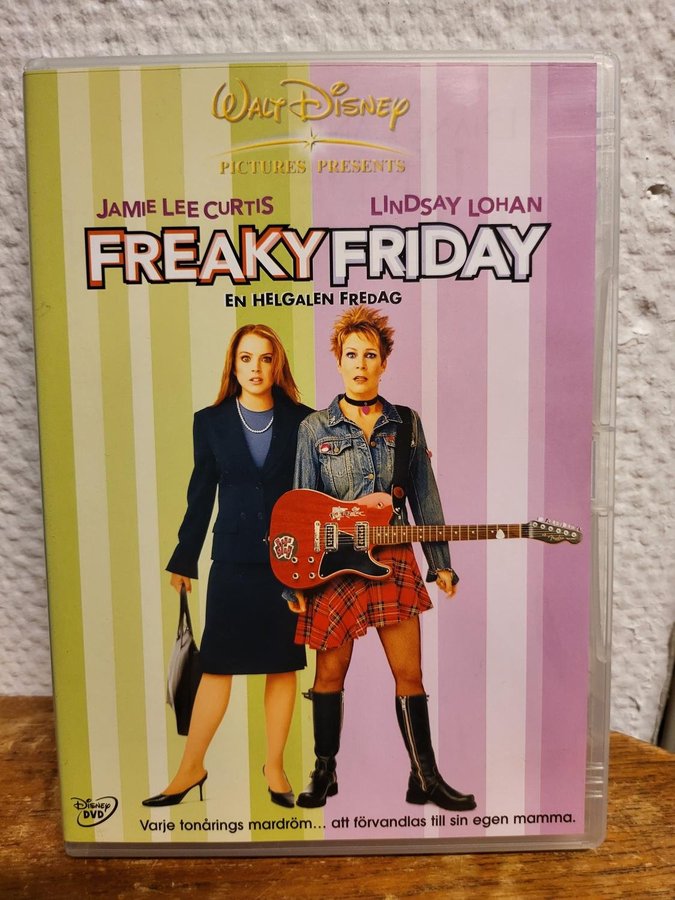 WALT DISNEY
PICTURES PRESENTS
JAMIE LEE CURTIS LINDSAY LOHAN
FREAKY FRIDAY
EN HELGALEN FREDAG
DISNEY
DVD
Varje tonårings mardröm... att förvandlas till sin egen mamma.